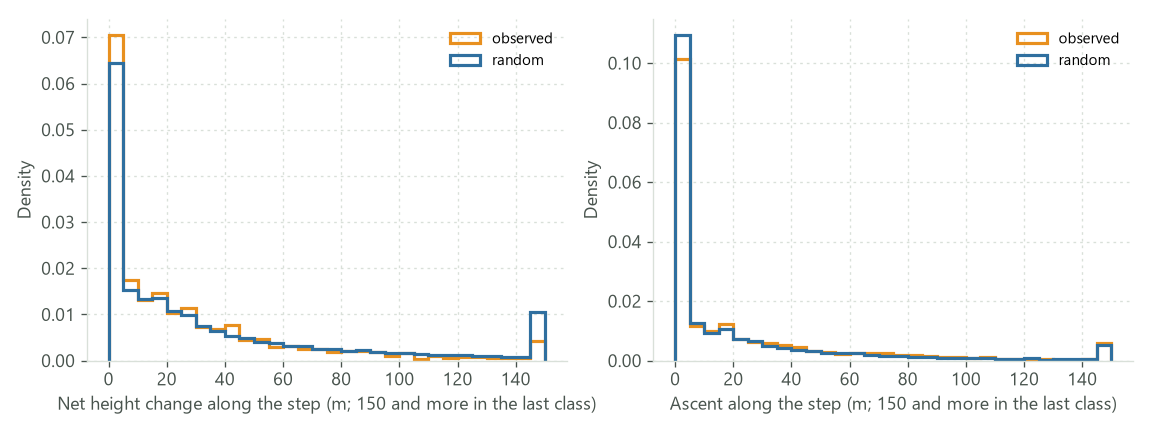 observed
random
Density
0.07
0.06
0.05
0.04
0.03
0.02
0.01
0.00
0 20 40 60 80 100 120 140
Net height change along the step (m; 150 and more in the last class)
observed
random
Density
0.10
0.08
0.06
0.04
0.02
0.00
0 20 40 60 80 100 120 140
Ascent along the step (m; 150 and more in the last class)